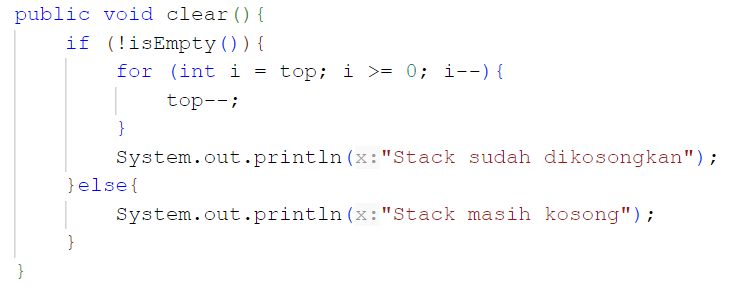 public void clear(){
    if (!isEmpty()){
        for (int i = top; i >= 0; i--){
            top--;
        }
        System.out.println(x:"Stack sudah dikosongkan");
    }else{
        System.out.println(x:"Stack masih kosong");
    }
}